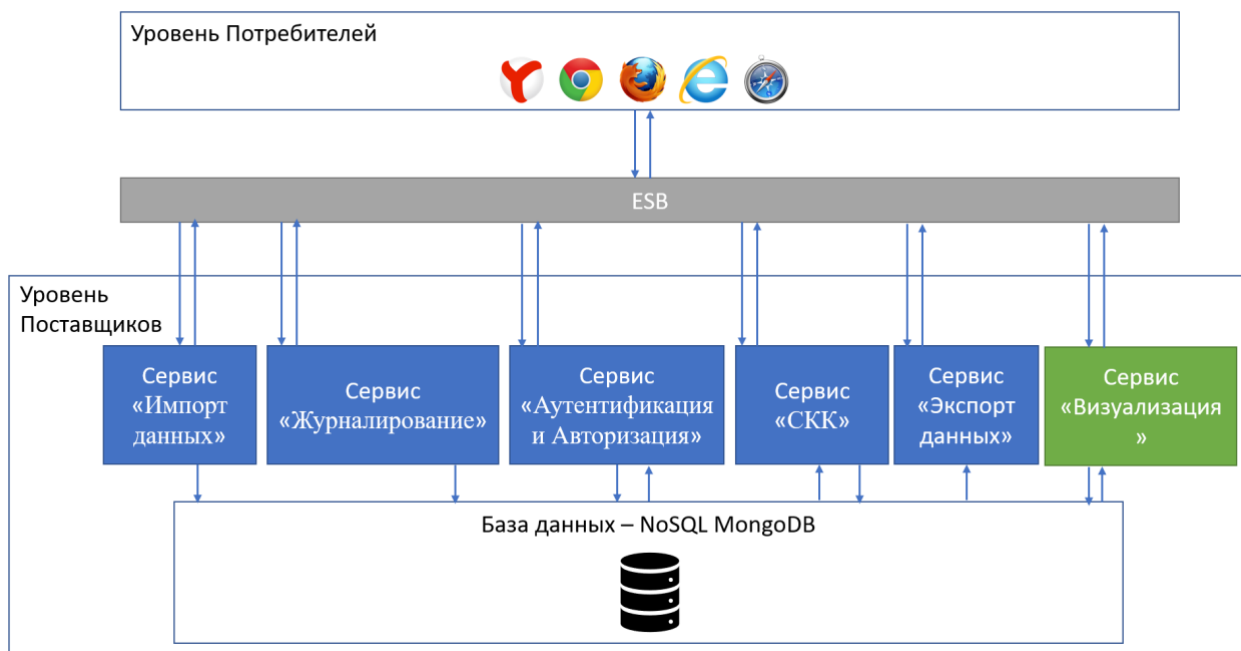 Уровень Потребителей
ESB
Уровень
Поставщиков
Сервис
«Импорт
данных»
Сервис
«Журналирование»
Сервис
«Аутентификация
и Авторизация»
Сервис
«СКК»
Сервис
«Экспорт
данных»
Сервис
«Визуализация
»
База данных – NoSQL MongoDB